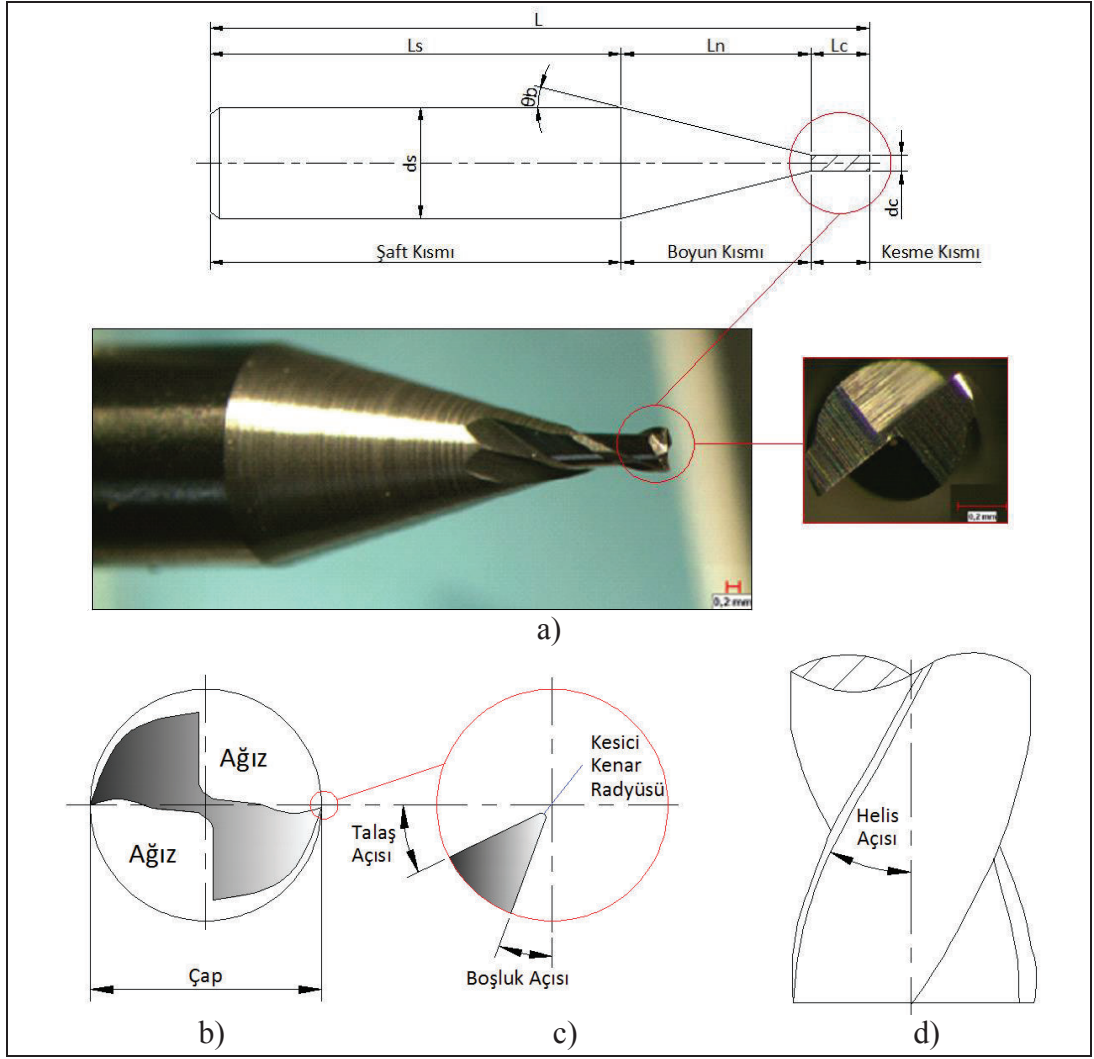 L
Ls
Ln
Lc
θb
ds
dc
Şaft Kısmı
Boyun Kısmı
Kesme Kısmı
0,2 mm
0,2 mm
a)
Ağız
Ağız
Çap
Kesici
Kenar
Radyüsü
Talaş
Açısı
Boşluk Açısı
Helis
Açısı
b)
c)
d)